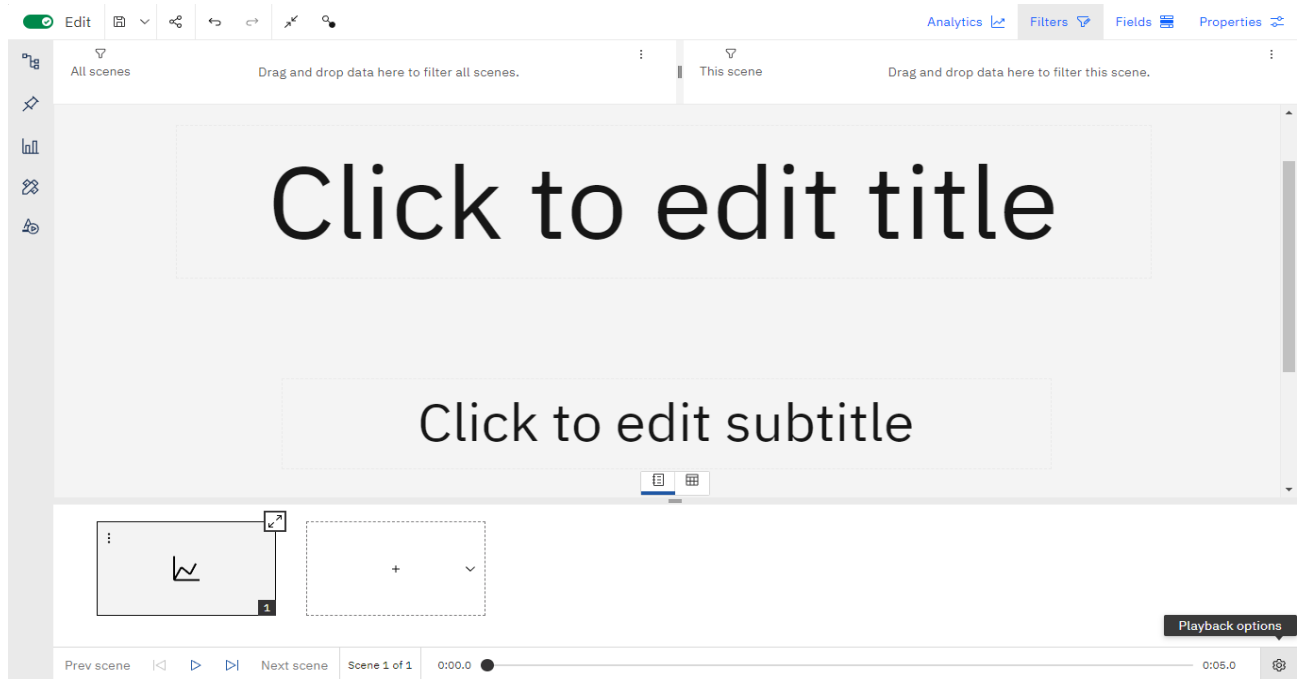 Edit
Analytics
Filters
Fields
Properties
All scenes
Drag and drop data here to filter all scenes.
This scene
Drag and drop data here to filter this scene.
Click to edit title
Click to edit subtitle
1
Playback options
Prev scene
Next scene
Scene 1 of 1
0:00.0
0:05.0